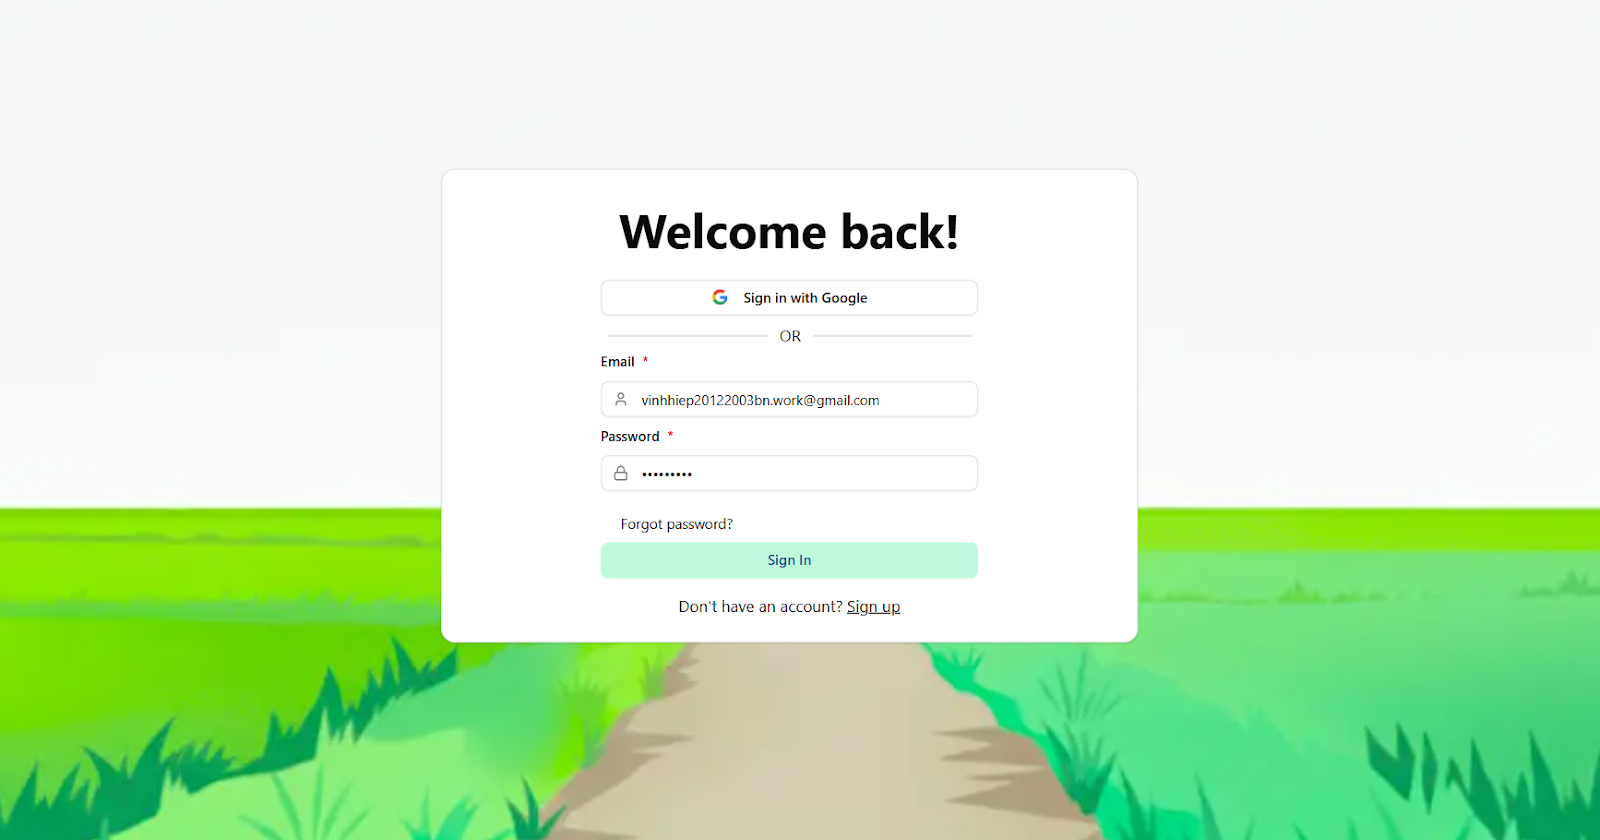 Welcome back!
Sign in with Google
OR
Email *
vinhhiep20122003bn.work@gmail.com
Password *
•••••••••
Forgot password?
Sign In
Don't have an account? Sign up